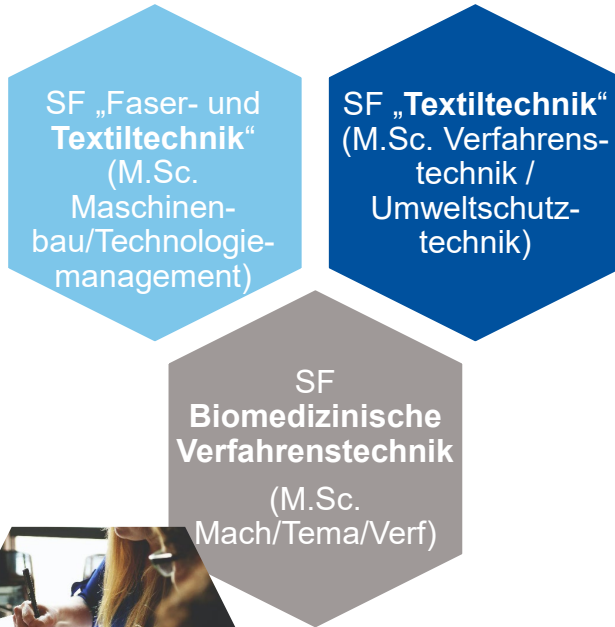 SF „Faser- und
Textiltechnik“
(M.Sc.
Maschinen-
bau/Technologie-
management)
SF „Textiltechnik“
(M.Sc. Verfahrens-
technik /
Umweltschutz-
technik)
SF
Biomedizinische
Verfahrenstechnik
(M.Sc.
Mach/Tema/Verf)